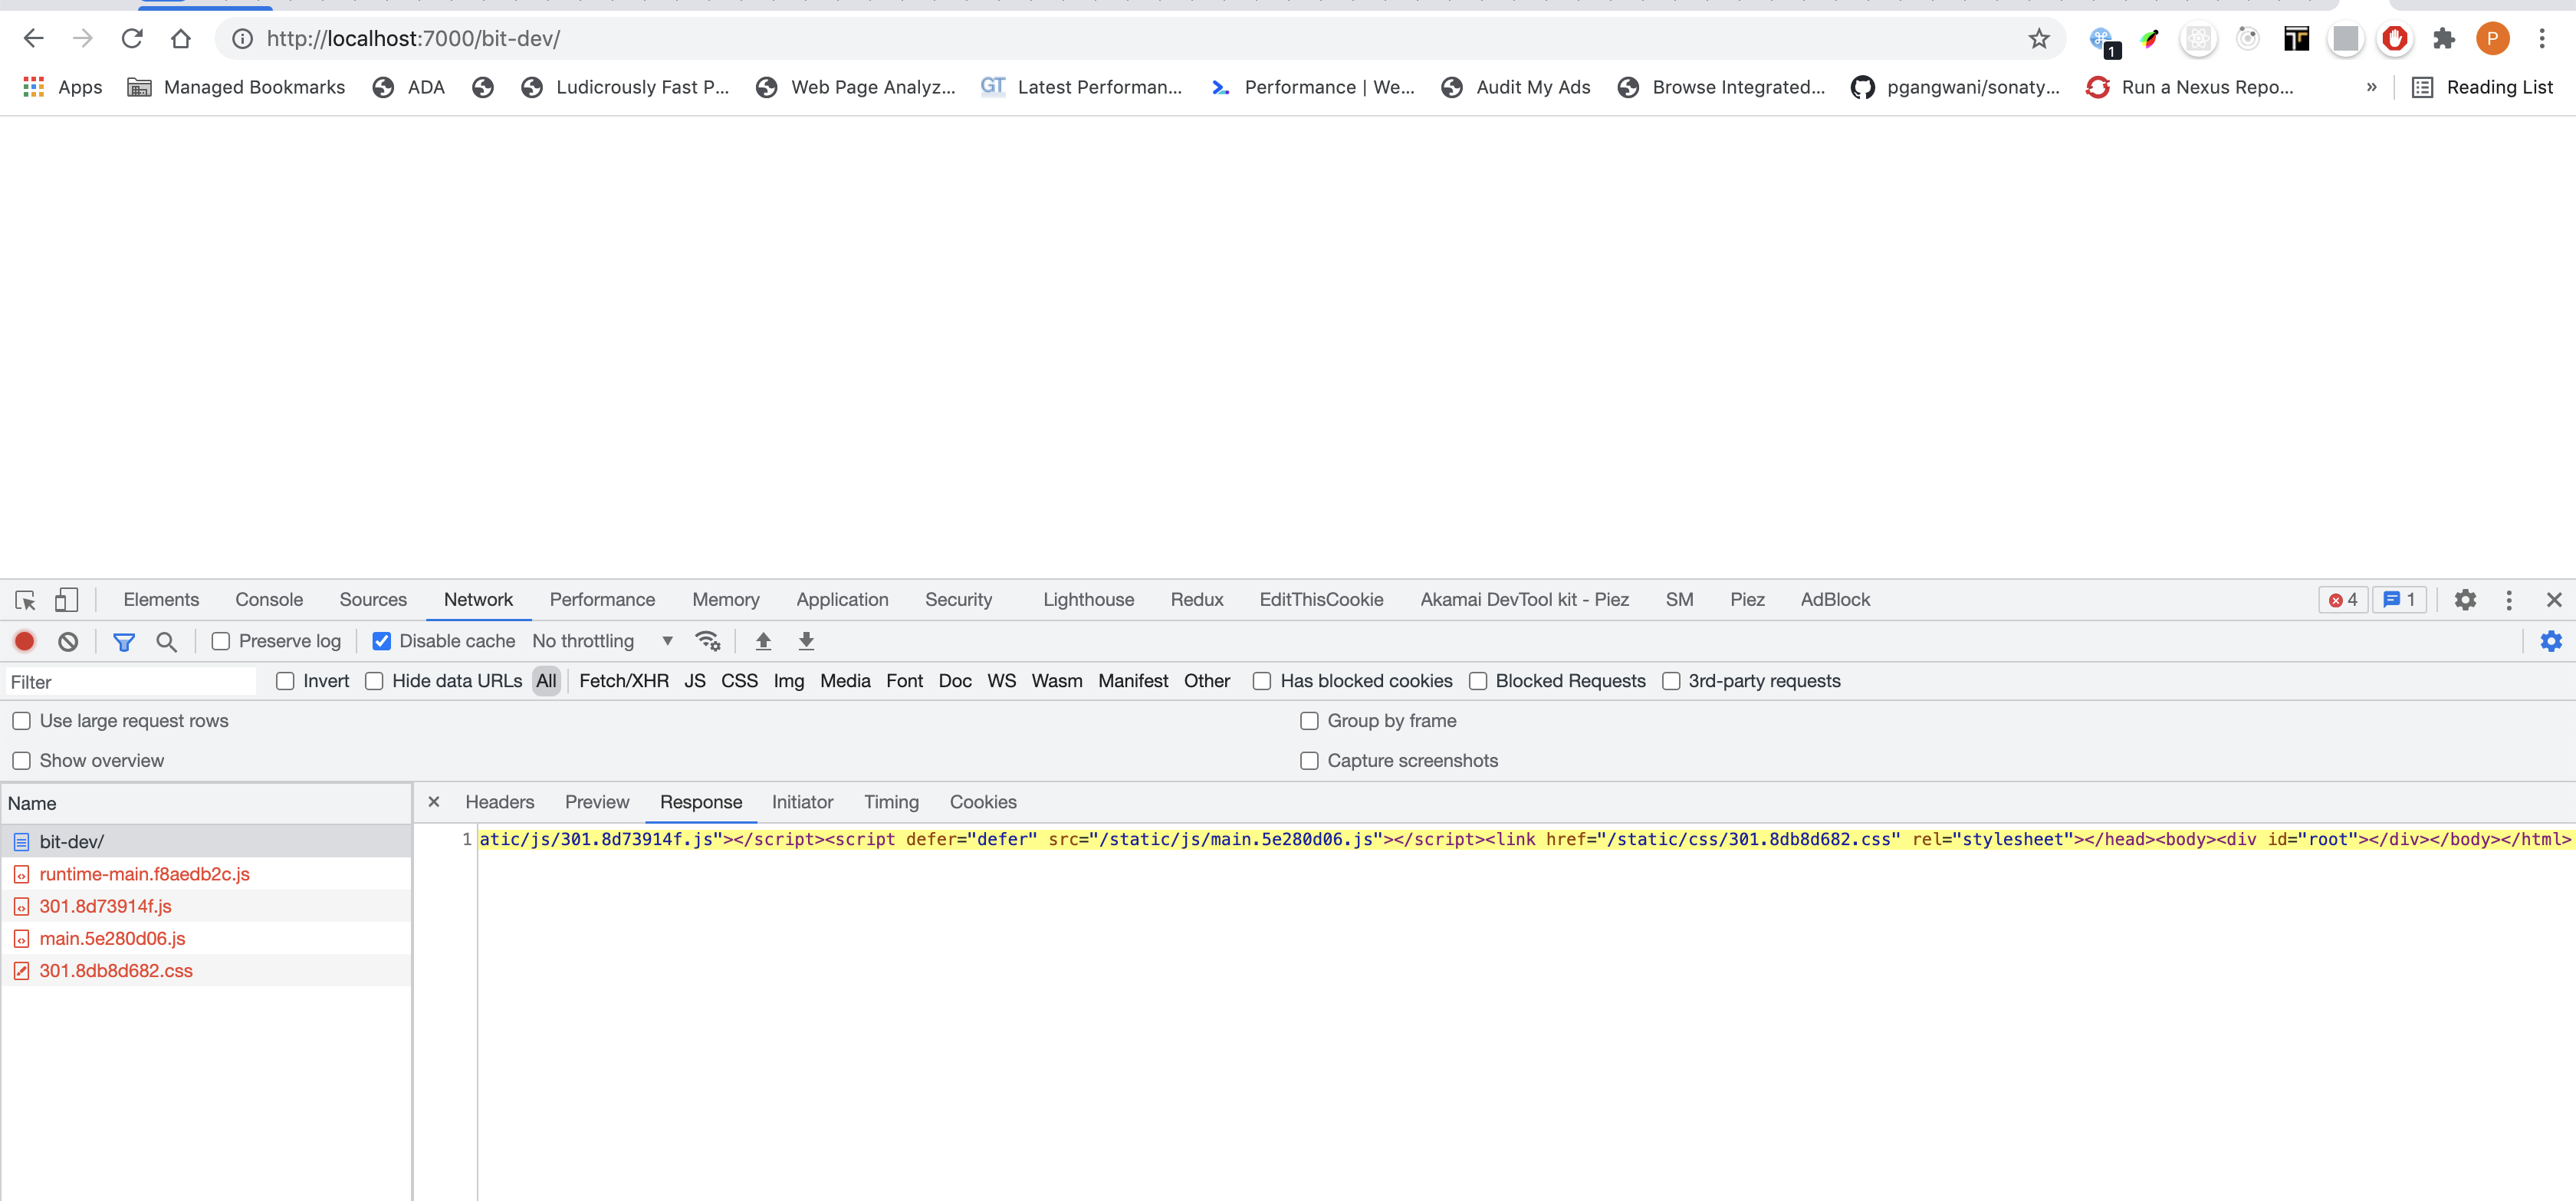 http://localhost:7000/bit-dev/
1
P
Apps Managed Bookmarks ADA Ludicrously Fast P... Web Page Analyz... GT Latest Performan... Performance | We... Audit My Ads Browse Integrated... pgangwani/sonaty... Run a Nexus Repo... » Reading List
Elements Console Sources Network Performance Memory Application Security Lighthouse Redux EditThisCookie Akamai DevTool kit - Piez SM Piez AdBlock 4 1
Preserve log Disable cache No throttling
Filter Invert Hide data URLs All Fetch/XHR JS CSS Img Media Font Doc WS Wasm Manifest Other Has blocked cookies Blocked Requests 3rd-party requests
Use large request rows Group by frame
Show overview Capture screenshots
Name
Headers Preview Response Initiator Timing Cookies
bit-dev/
1 atic/js/301.8d73914f.js"></script><script defer="defer" src="/static/js/main.5e280d06.js"></script><link href="/static/css/301.8db8d682.css" rel="stylesheet"></head><body><div id="root"></div></body></html>
runtime-main.f8aedb2c.js
301.8d73914f.js
main.5e280d06.js
301.8db8d682.css